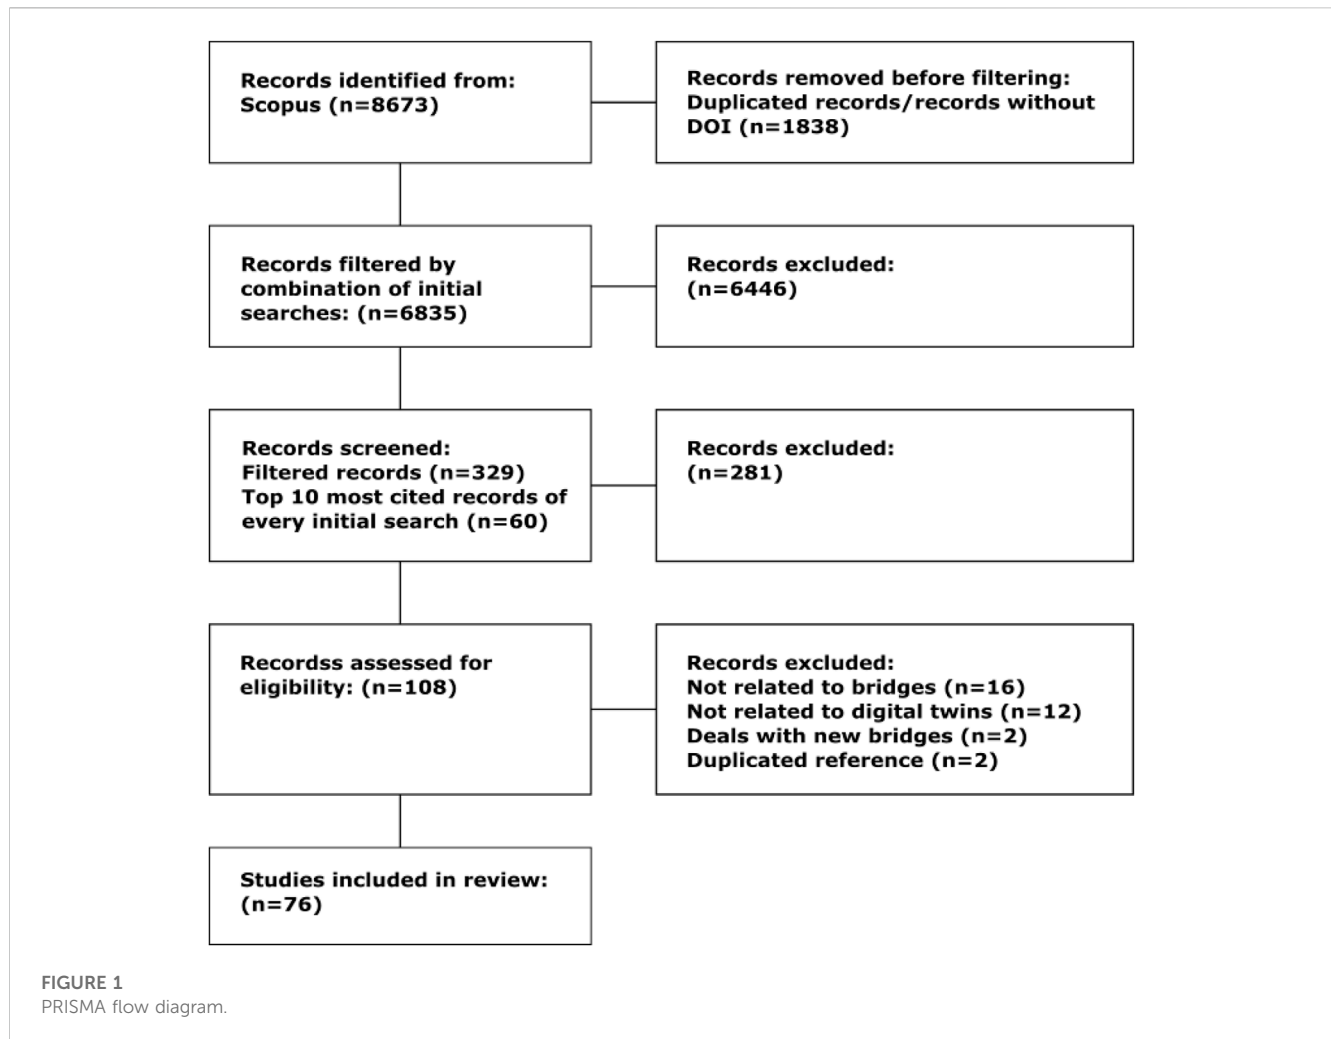 Records identified from:
Scopus (n=8673)
Records removed before filtering:
Duplicated records/records without
DOI (n=1838)
Records filtered by
combination of initial
searches: (n=6835)
Records excluded:
(n=6446)
Records screened:
Filtered records (n=329)
Top 10 most cited records of
every initial search (n=60)
Records excluded:
(n=281)
Recordss assessed for
eligibility: (n=108)
Records excluded:
Not related to bridges (n=16)
Not related to digital twins (n=12)
Deals with new bridges (n=2)
Duplicated reference (n=2)
Studies included in review:
(n=76)
FIGURE 1
PRISMA flow diagram.